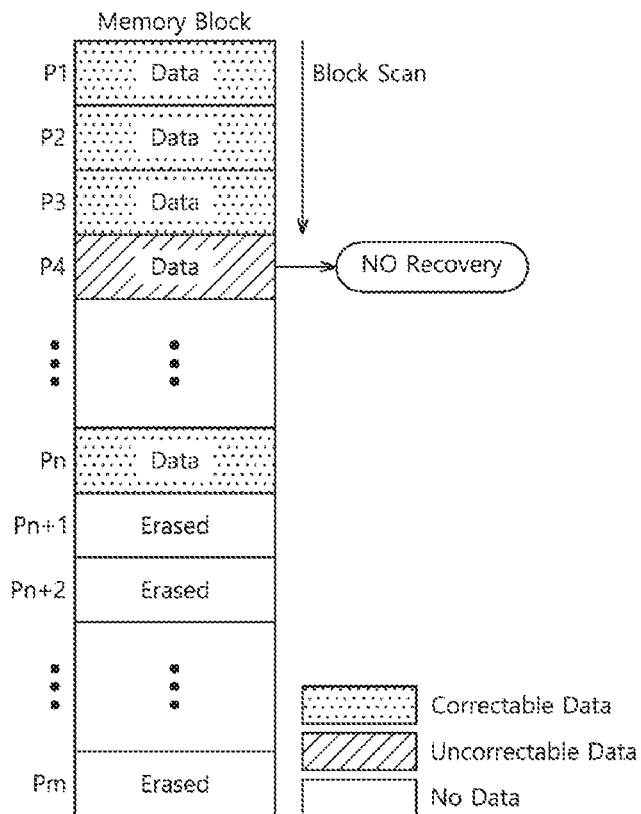 Memory Block
P1 Data Block Scan
P2 Data
P3 Data
P4 Data NO Recovery
Pn Data
Pn+1 Erased
Pn+2 Erased
Pm Erased
Correctable Data
Uncorrectable Data
No Data